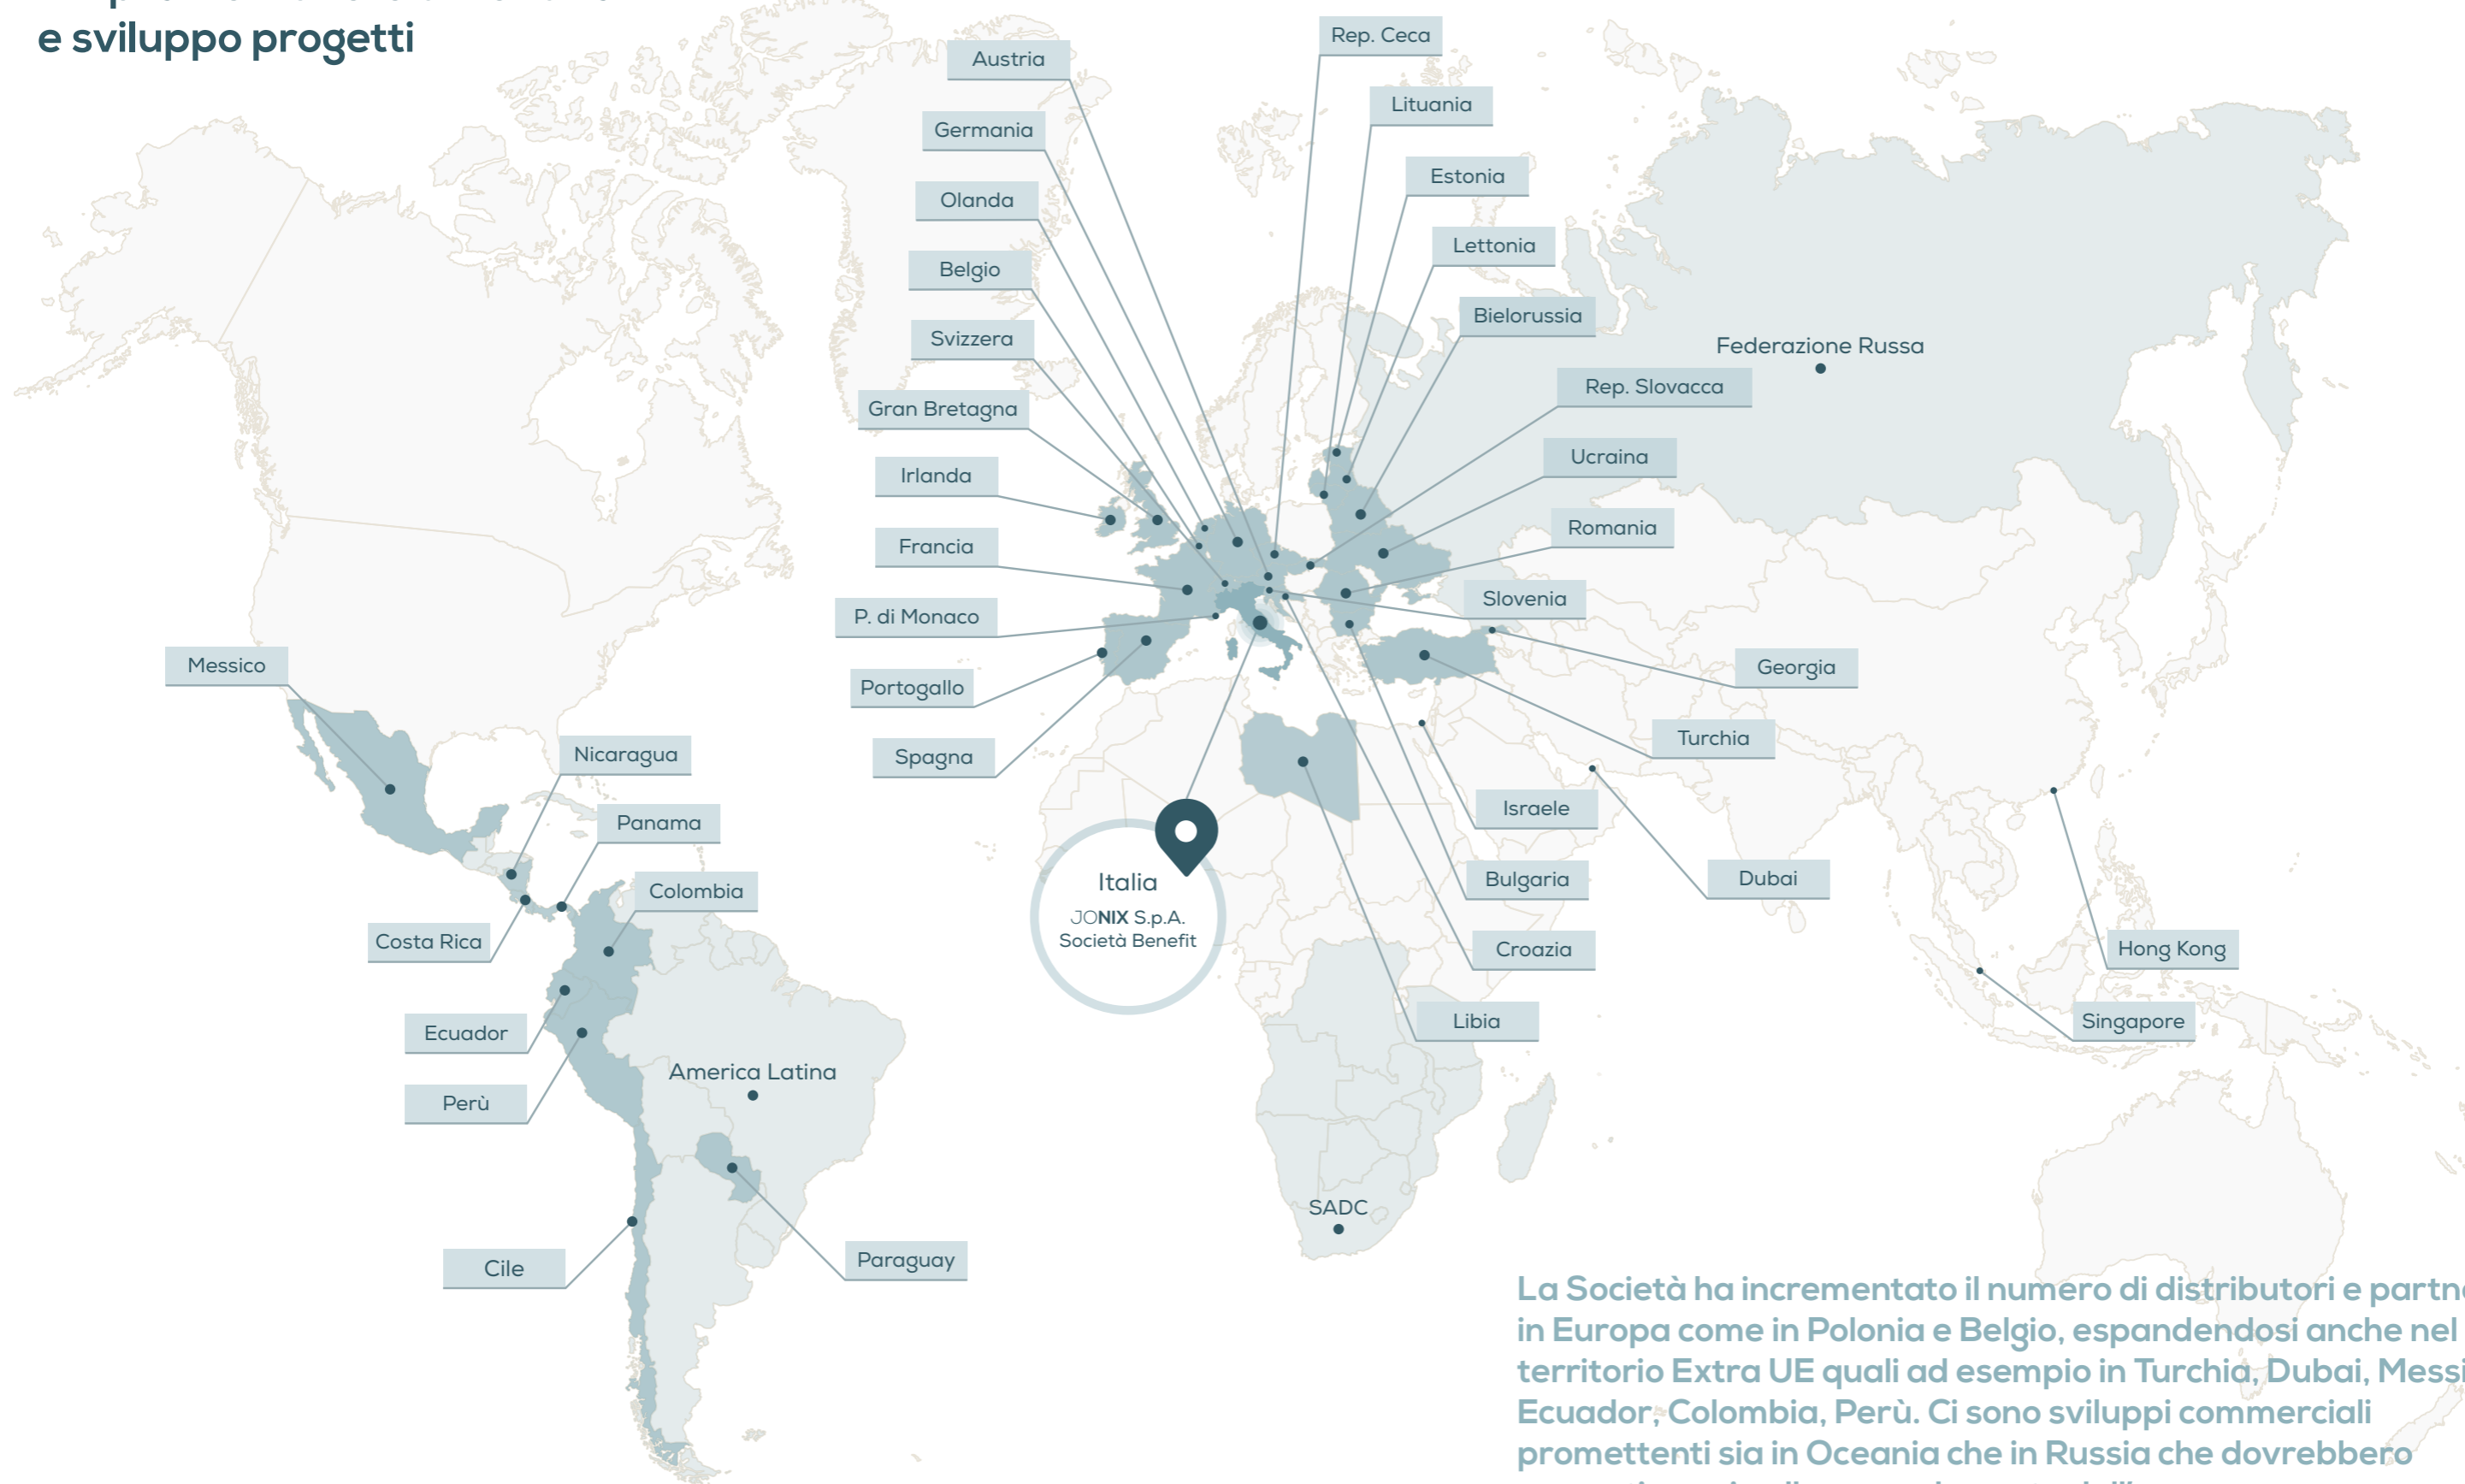 e sviluppo progetti
Rep. Ceca
Austria
Lituania
Germania
Estonia
Olanda
Lettonia
Belgio
Bielorussia
Svizzera
Federazione Russa
Rep. Slovacca
Gran Bretagna
Ucraina
Irlanda
Romania
Francia
Slovenia
P. di Monaco
Georgia
Messico
Portogallo
Turchia
Nicaragua
Spagna
Israele
Panama
Dubai
Bulgaria
Italia
JONIX S.p.A.
Società Benefit
Colombia
Costa Rica
Croazia
Hong Kong
Libia
Singapore
Ecuador
America Latina
Perù
SADC
Paraguay
Cile
La Società ha incrementato il numero di distributori e
in Europa come in Polonia e Belgio, espandendosi anche nel
territorio Extra UE quali ad esempio in Turchia, Dubai,
Ecuador, Colombia, Perù. Ci sono sviluppi commerciali
promettenti sia in Oceania che in Russia che dovrebbero